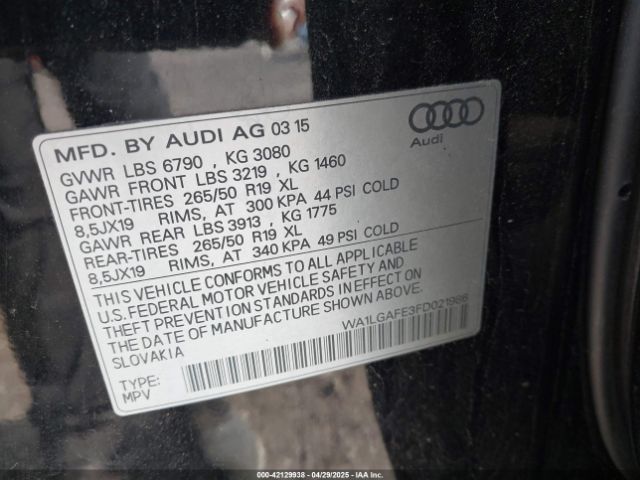 MFD. BY AUDI AG 03 15
Audi
GVWR LBS 6790 , KG 3080
GAWR FRONT LBS 3219 , KG 1460
FRONT-TIRES 265/50 R19 XL
8,5JX19 RIMS, AT 300 KPA 44 PSI COLD
GAWR REAR LBS 3913 , KG 1775
REAR-TIRES 265/50 R19 XL
8,5JX19 RIMS, AT 340 KPA 49 PSI COLD
THIS VEHICLE CONFORMS TO ALL APPLICABLE
U.S.FEDERAL MOTOR VEHICLE SAFETY AND
THEFT PREVENTION STANDARDS IN EFFECT ON
THE DATE OF MANUFACTURE SHOWN ABOVE.
SLOVAKIA
WA1LGAFE3FD021986
TYPE:
MPV
000-42129938 - 04/29/2025 - IAA Inc.